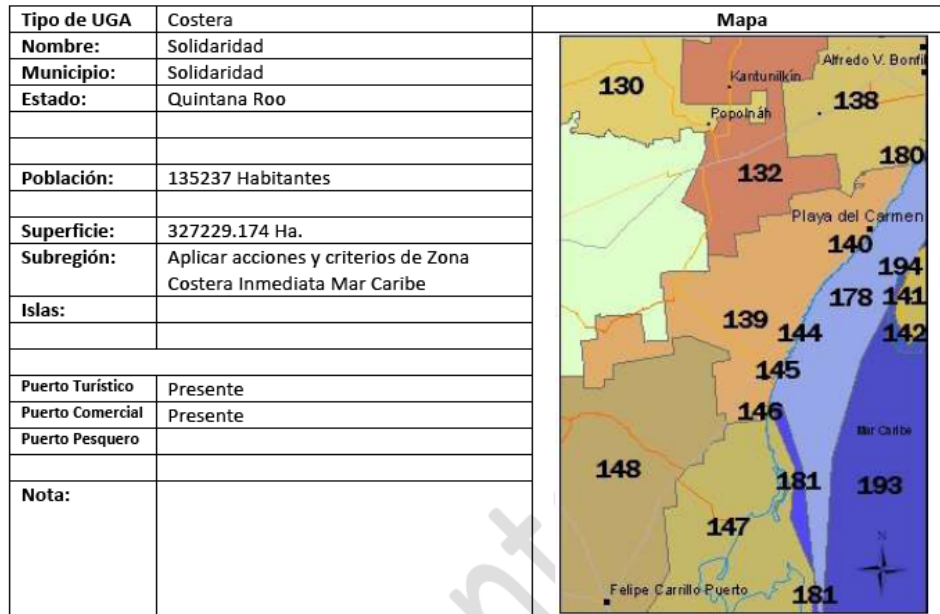 Tipo de UGA Costera Mapa
Nombre: Solidaridad
Municipio: Solidaridad
Estado: Quintana Roo
Población: 135237 Habitantes
Superficie: 327229.174 Ha.
Subregión: Aplicar acciones y criterios de Zona
Costera Inmediata Mar Caribe
Islas:
Puerto Turístico Presente
Puerto Comercial Presente
Puerto Pesquero
Nota:
Alfredo V. Bonfil
Kantunilkín
130
138
Popolnáh
180
132
Playa del Carmen
140
194
178 141
139 144 142
145
146
Mar Caribe
148
181 193
147
N
Felipe Carrillo Puerto
181